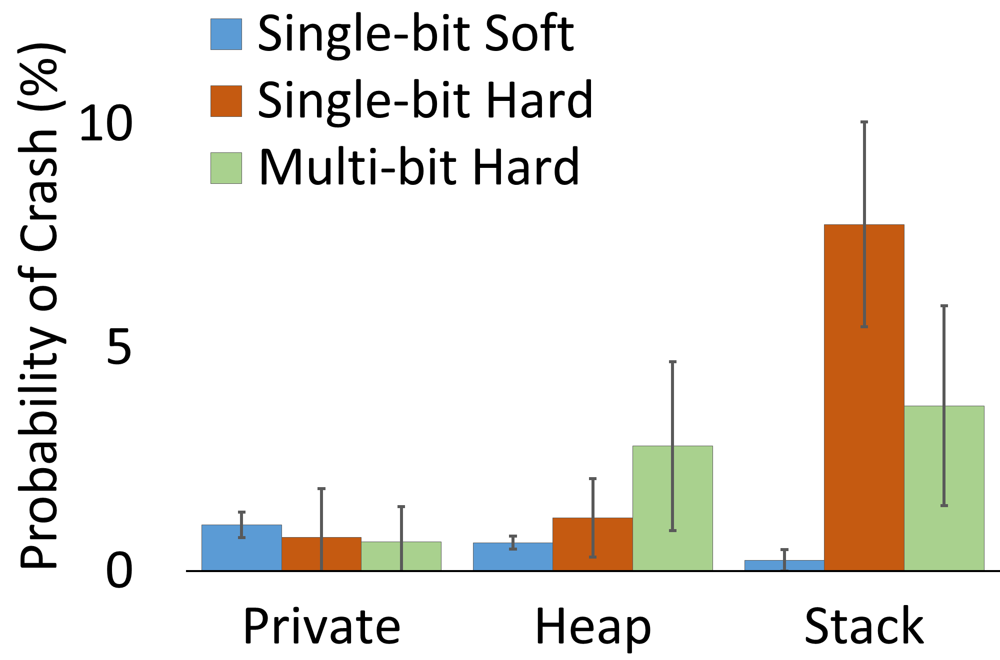 Probability of Crash (%)
Single-bit Soft
Single-bit Hard
Multi-bit Hard
10
5
0
Private
Heap
Stack